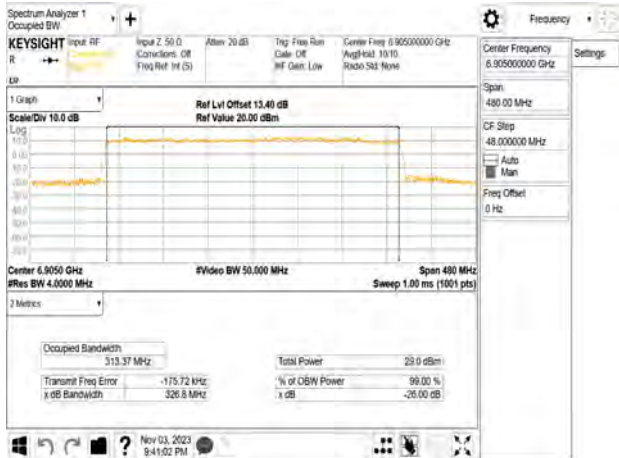 Spectrum Analyzer 1
Occupied BW
Frequency
KEYSIGHT
R
Input: RF
Input Z: 50 Ω
Corrections: Off
Freq Ref: Int (S)
Atten: 20 dB
Trig: Free Run
Gate: Off
#IF Gain: Low
Center Freq: 6.905000000 GHz
Avg|Hold: 10/10
Radio Std: None
Center Frequency
6.905000000 GHz
Settings
Span
480.00 MHz
CF Step
48.000000 MHz
Auto
Man
Freq Offset
0 Hz
1 Graph
Scale/Div 10.0 dB
Ref Lvl Offset 13.40 dB
Ref Value 20.00 dBm
Log
10.0
0.00
Center 6.9050 GHz
#Res BW 4.0000 MHz
#Video BW 50.000 MHz
Span 480 MHz
Sweep 1.00 ms (1001 pts)
2 Metrics
Occupied Bandwidth
313.37 MHz
Total Power 29.0 dBm
Transmit Freq Error -175.72 kHz
% of OBW Power 99.00 %
x dB Bandwidth 326.8 MHz
x dB -26.00 dB
?
Nov 03, 2023
9:41:02 PM